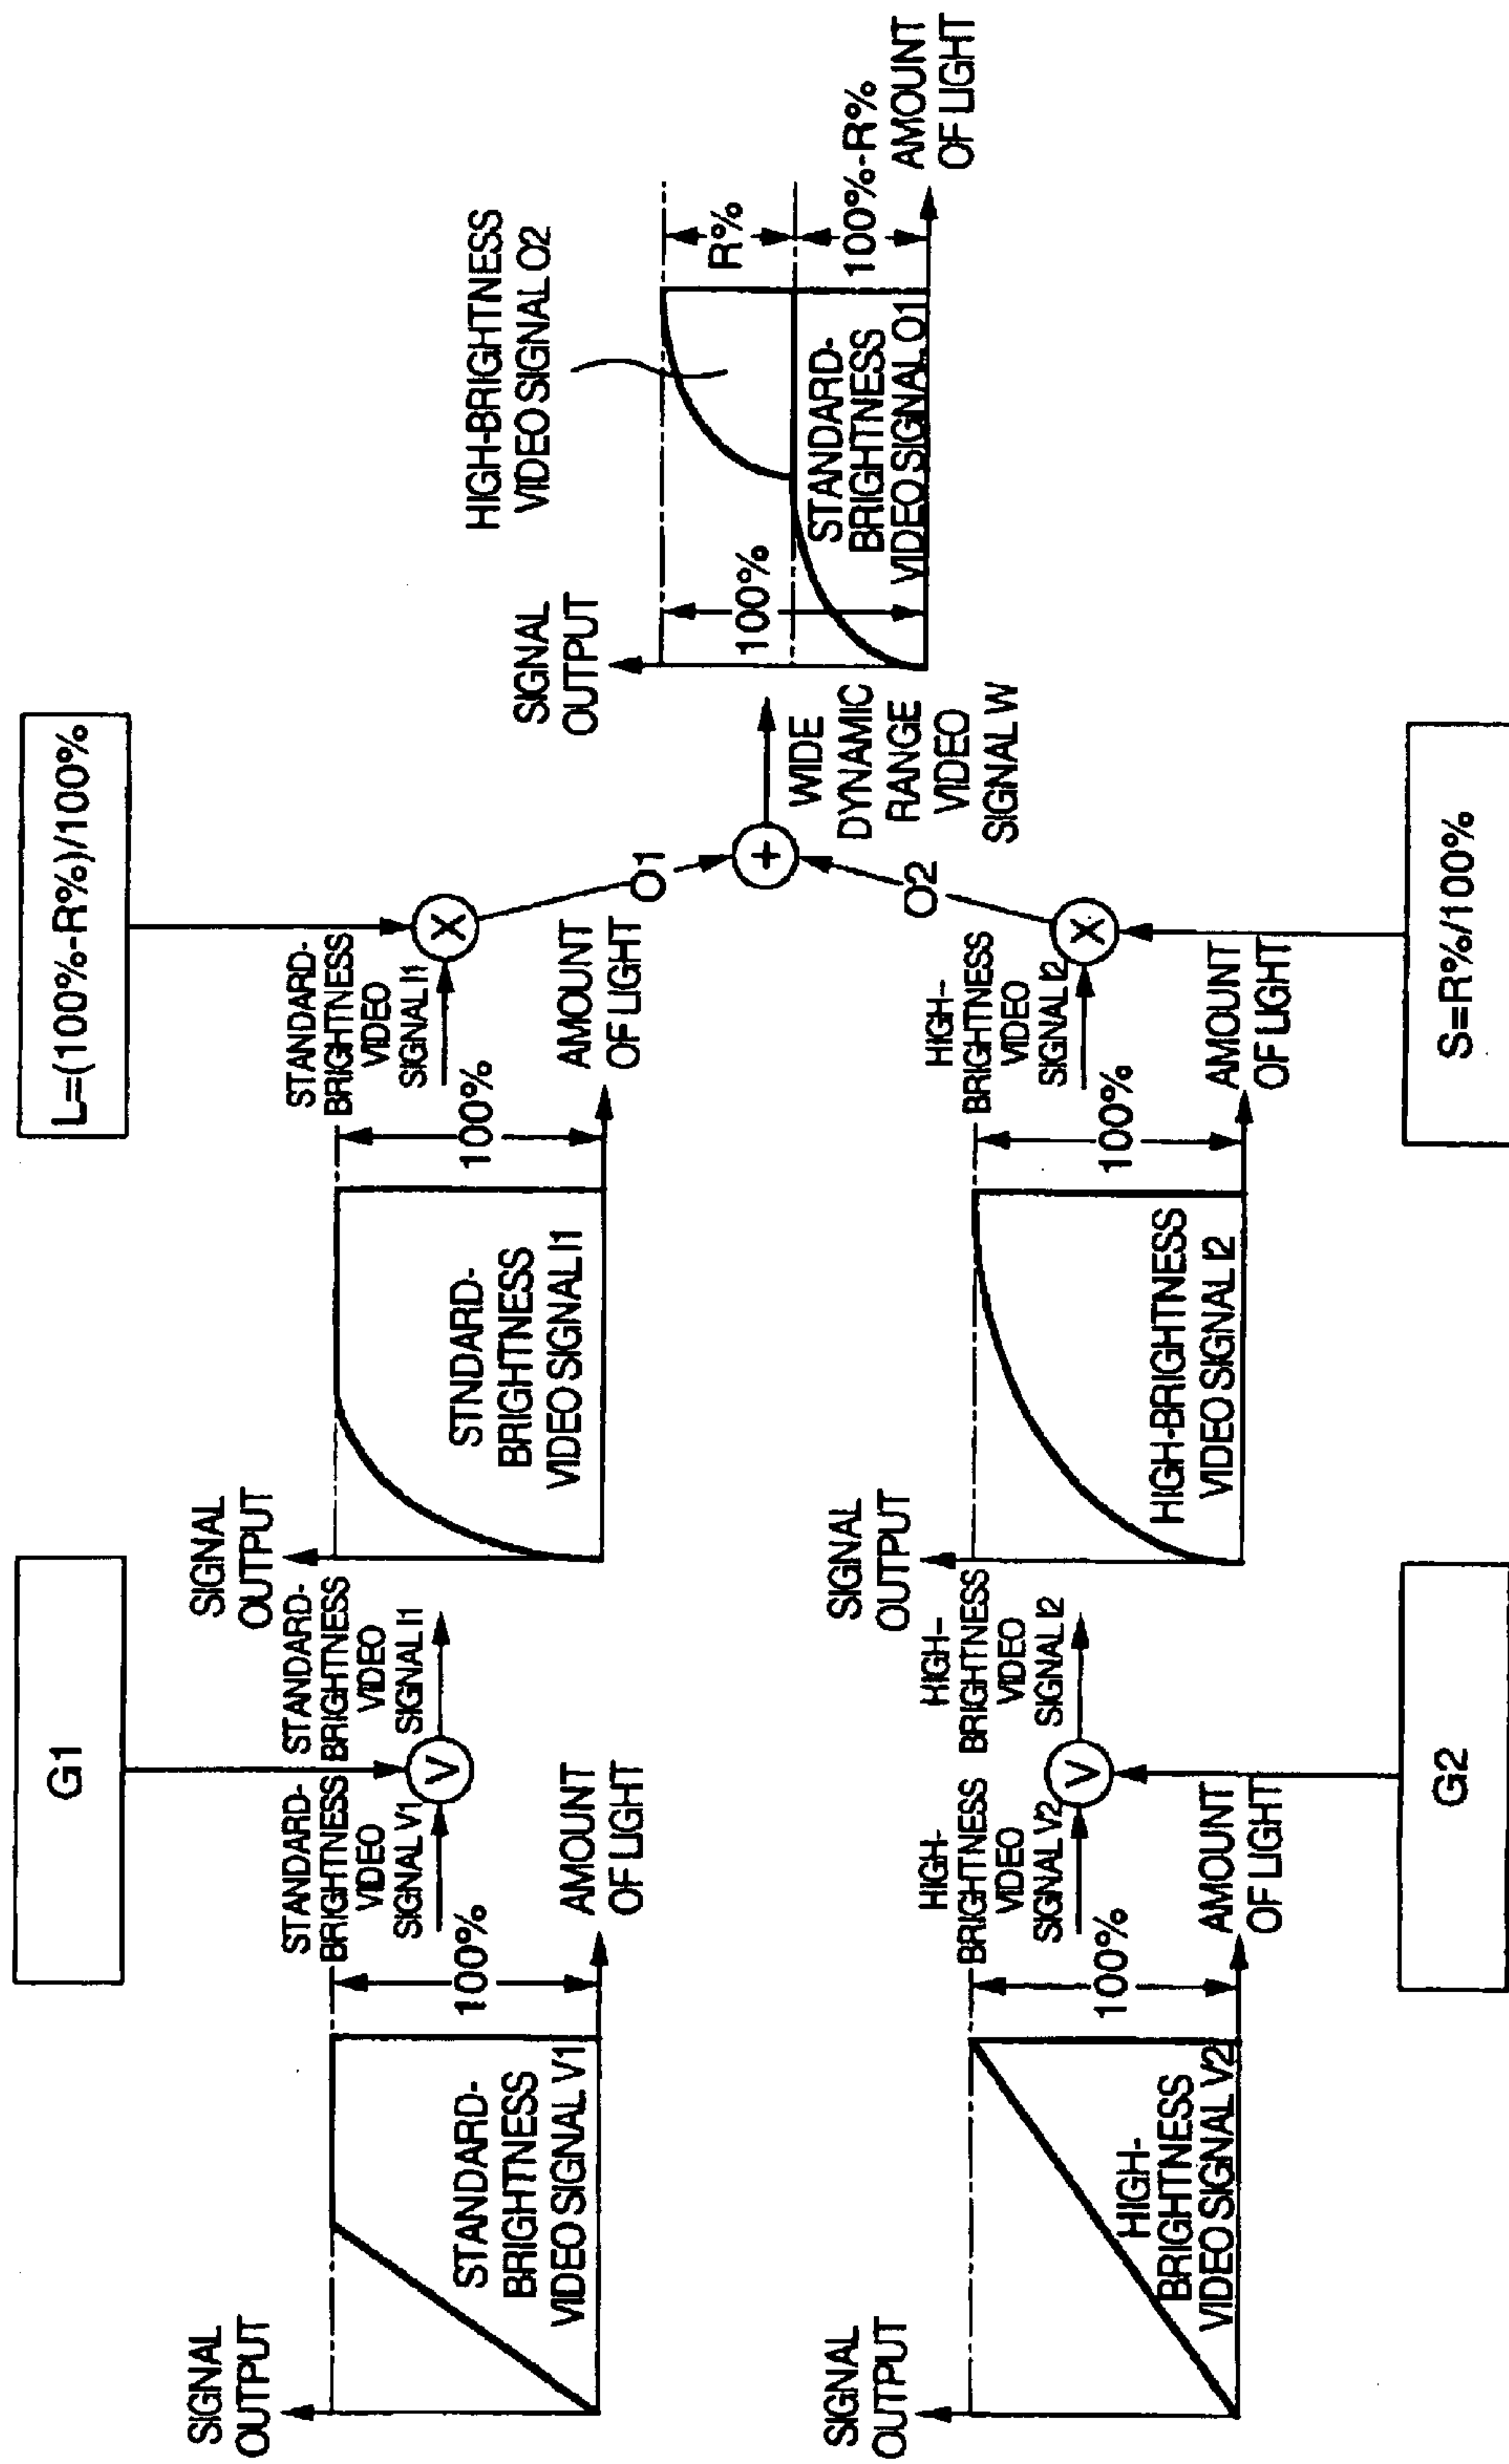 G1
L=(100%-R%)/100%
SIGNAL
OUTPUT
STANDARD-
BRIGHTNESS
VIDEO SIGNAL V1
100%
AMOUNT
OF LIGHT
STANDARD-
BRIGHTNESS
VIDEO
SIGNAL V1
V
STANDARD-
BRIGHTNESS
VIDEO
SIGNAL I1
SIGNAL
OUTPUT
STNDARD-
BRIGHTNESS
VIDEO SIGNAL I1
100%
AMOUNT
OF LIGHT
STANDARD-
BRIGHTNESS
VIDEO
SIGNAL I1
X
O1
+
WIDE
DYNAMIC
RANGE
VIDEO
SIGNAL W
SIGNAL
OUTPUT
100%
HIGH-BRIGHTNESS
VIDEO SIGNAL O2
STANDARD-
BRIGHTNESS
VIDEO SIGNAL O1
R%
100%-R%
AMOUNT
OF LIGHT
SIGNAL
OUTPUT
HIGH-
BRIGHTNESS
VIDEO SIGNAL V2
100%
AMOUNT
OF LIGHT
HIGH-
BRIGHTNESS
VIDEO
SIGNAL V2
V
HIGH-
BRIGHTNESS
VIDEO
SIGNAL I2
SIGNAL
OUTPUT
HIGH-BRIGHTNESS
VIDEO SIGNAL I2
100%
AMOUNT
OF LIGHT
HIGH-
BRIGHTNESS
VIDEO
SIGNAL I2
X
O2
G2
S=R%/100%